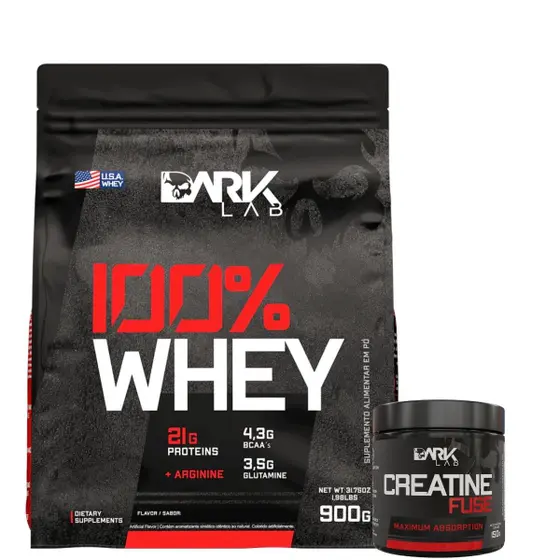 U.S.A.
WHEY
DARK
LAB
100%
WHEY
21G
PROTEINS
+ ARGININE
4,3G
BCAA's
3,5G
GLUTAMINE
SUPLEMENTO ALIMENTAR EM PÓ
DIETARY
SUPPLEMENTS
FLAVOR / SABOR
NET WT 31.75OZ
1,98LBS
900G
DARK
LAB
CREATINE
FUSE
MAXIMUM ABSORPTION